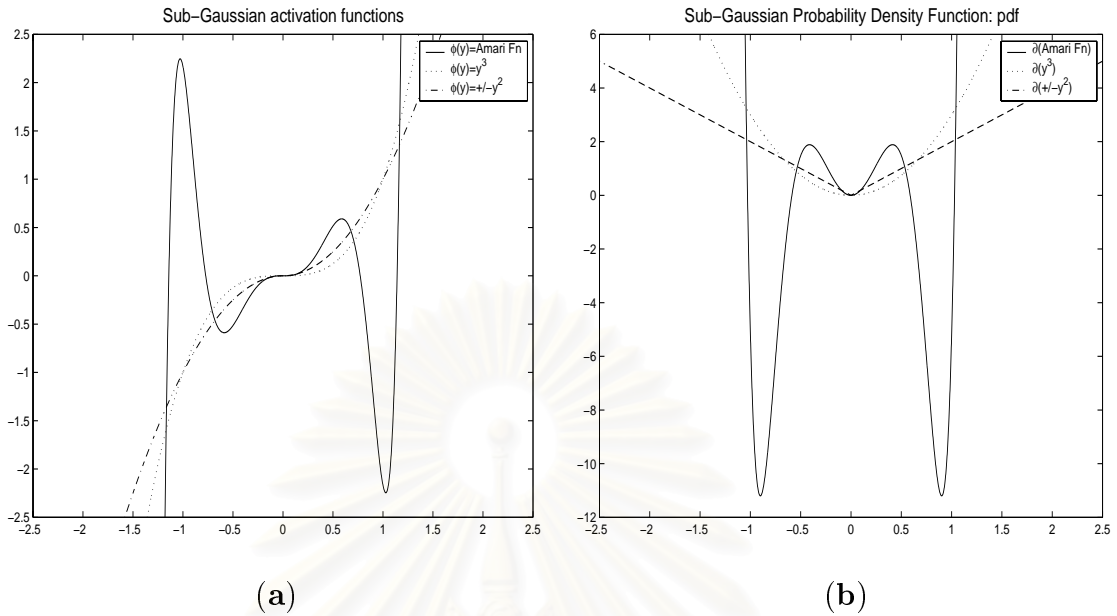 Sub−Gaussian activation functions
2.5
2
1.5
1
0.5
0
−0.5
−1
−1.5
−2
−2.5
−2.5 −2 −1.5 −1 −0.5 0 0.5 1 1.5 2 2.5
φ(y)=Amari Fn
φ(y)=y³
φ(y)=+/−y²
(a)
Sub−Gaussian Probability Density Function: pdf
6
4
2
0
−2
−4
−6
−8
−10
−12
−2.5 −2 −1.5 −1 −0.5 0 0.5 1 1.5 2 2.5
∂(Amari Fn)
∂(y³)
∂(+/−y²)
(b)